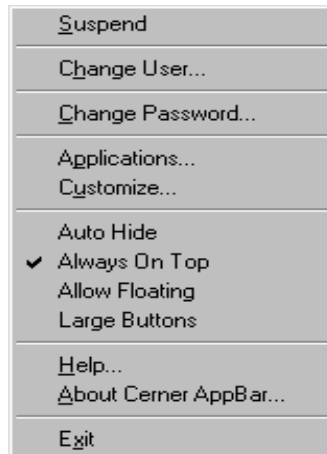 Suspend
Change User...
Change Password...
Applications...
Customize...
Auto Hide
Always On Top
Allow Floating
Large Buttons
Help...
About Cerner AppBar...
Exit